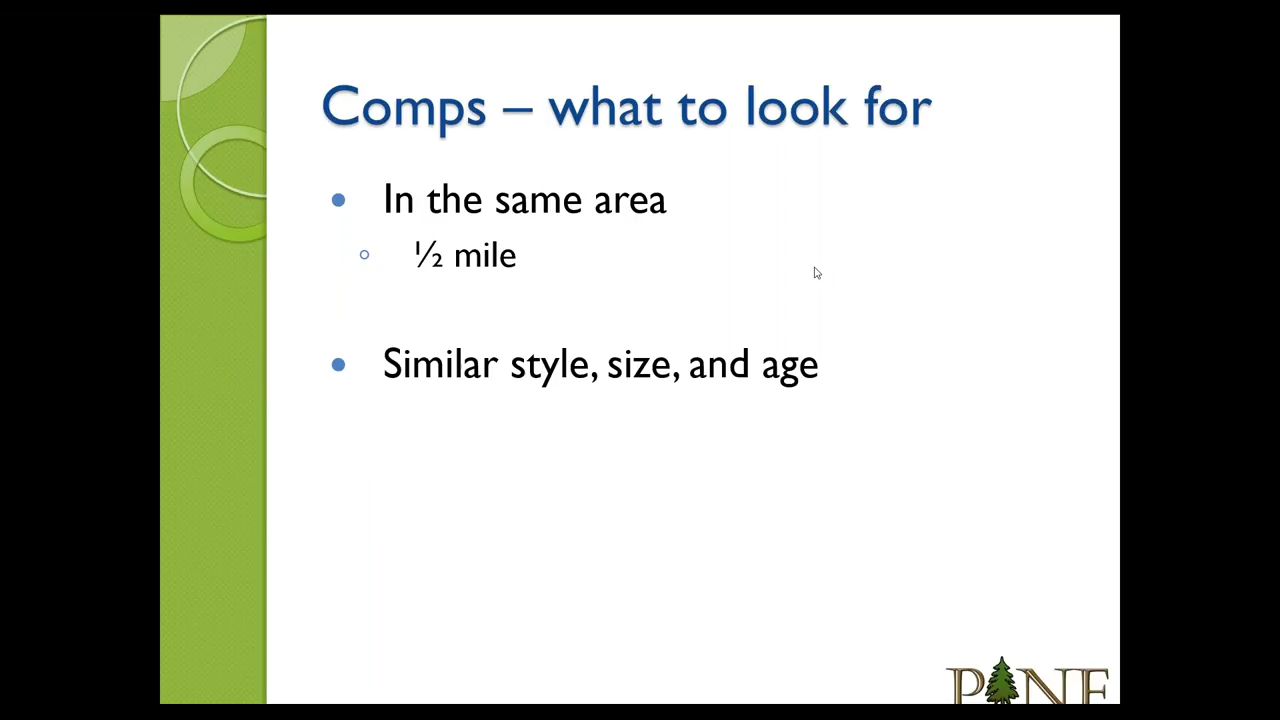 Comps – what to look for
In the same area
½ mile
Similar style, size, and age
PINE